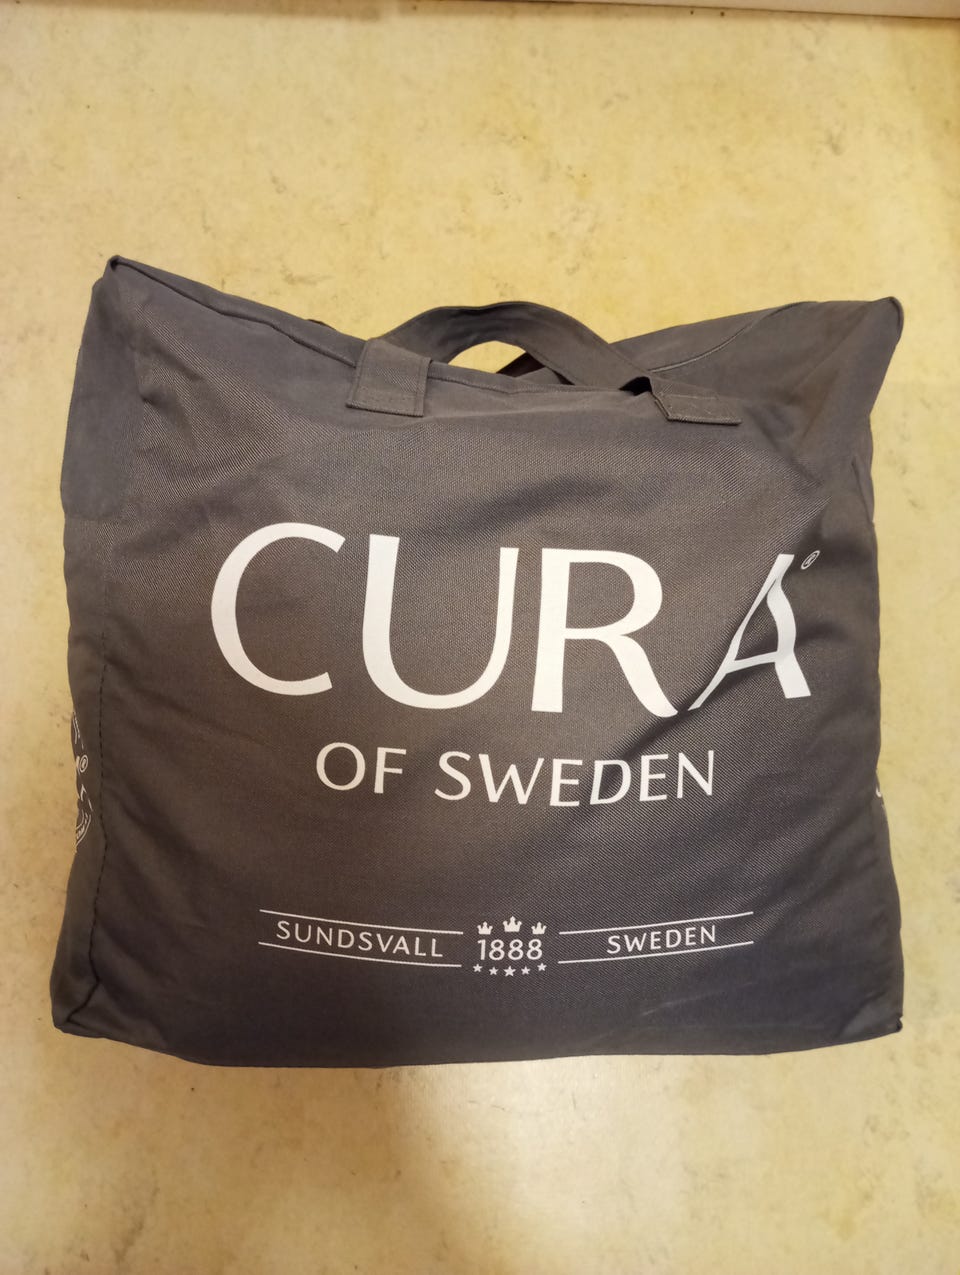 CURA®
OF SWEDEN
SUNDSVALL 1888 SWEDEN